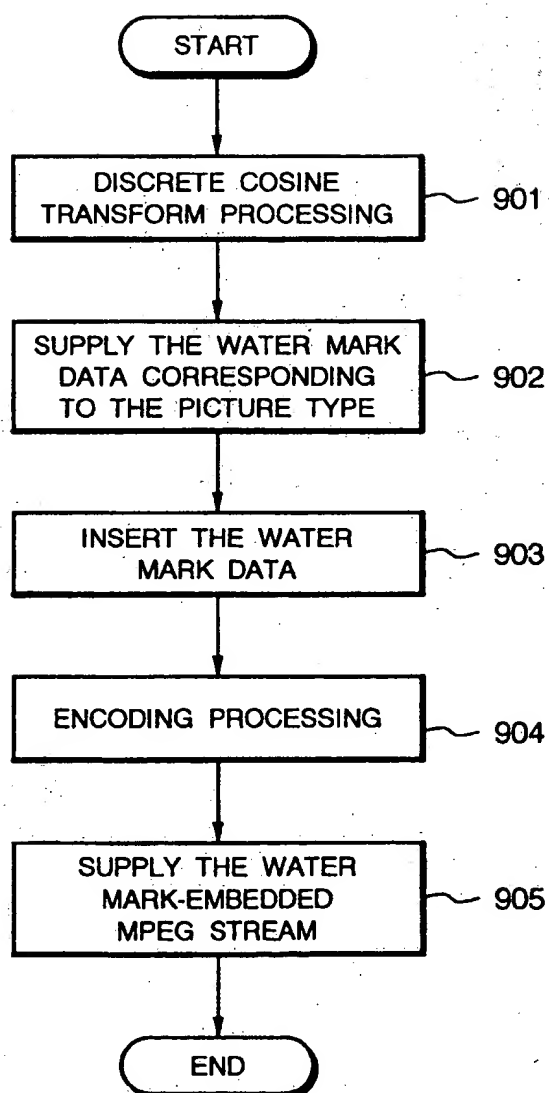 START
DISCRETE COSINE
TRANSFORM PROCESSING
901
SUPPLY THE WATER MARK
DATA CORRESPONDING
TO THE PICTURE TYPE
902
INSERT THE WATER
MARK DATA
903
ENCODING PROCESSING
904
SUPPLY THE WATER
MARK-EMBEDDED
MPEG STREAM
905
END